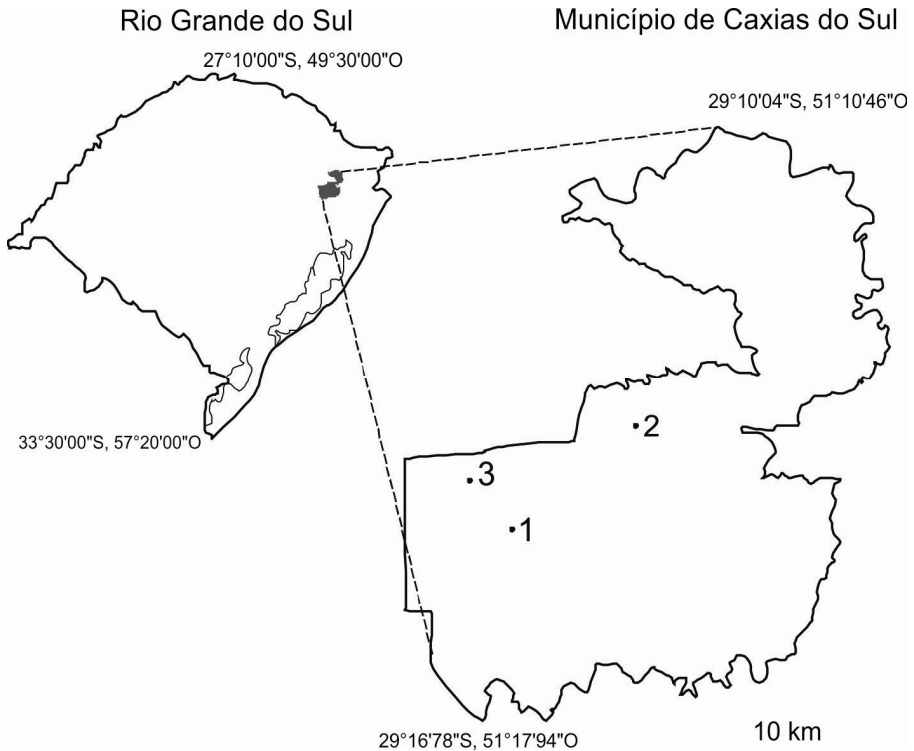 Rio Grande do Sul
27°10'00"S, 49°30'00"O
Município de Caxias do Sul
29°10'04"S, 51°10'46"O
33°30'00"S, 57°20'00"O
2
3
1
29°16'78"S, 51°17'94"O
10 km